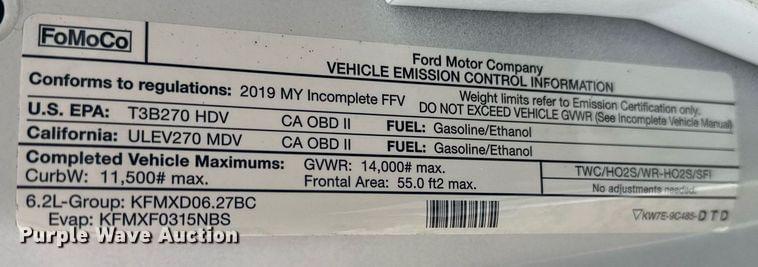 FoMoCo
Ford Motor Company
VEHICLE EMISSION CONTROL INFORMATION
Conforms to regulations: 2019 MY Incomplete FFV
Weight limits refer to Emission Certification only.
DO NOT EXCEED VEHICLE GVWR (See Incomplete Vehicle Manual)
U.S. EPA: T3B270 HDV CA OBD II FUEL: Gasoline/Ethanol
California: ULEV270 MDV CA OBD II FUEL: Gasoline/Ethanol
Completed Vehicle Maximums: GVWR: 14,000# max.
CurbW: 11,500# max. Frontal Area: 55.0 ft2 max.
TWC/HO2S/WR-HO2S/SFI
No adjustments needed.
6.2L-Group: KFMXD06.27BC
Evap: KFMXF0315NBS
KW7E-9C485-DTD
Purple Wave Auction